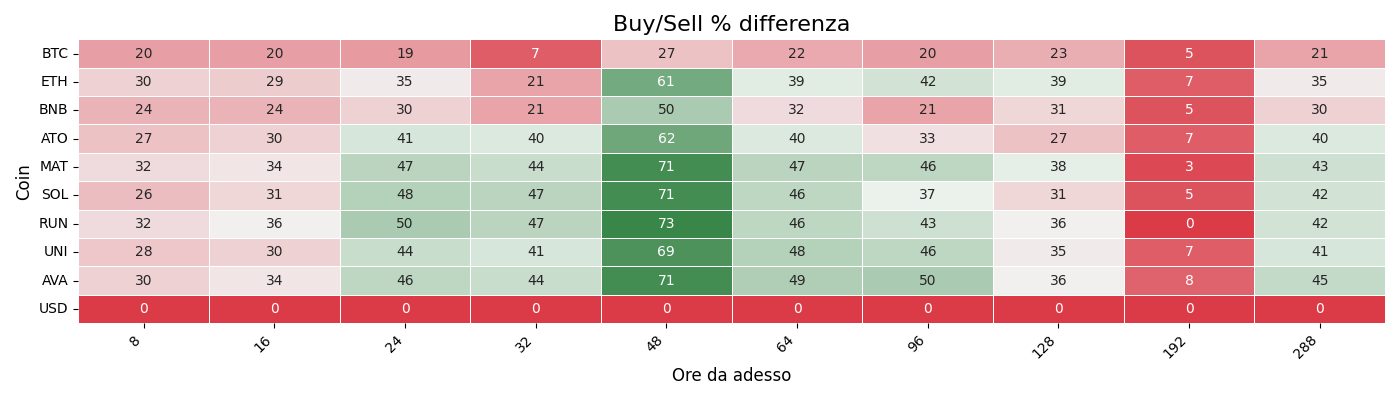 Buy/Sell % differenza
Coin
BTC 20 20 19 7 27 22 20 23 5 21
ETH 30 29 35 21 61 39 42 39 7 35
BNB 24 24 30 21 50 32 21 31 5 30
ATO 27 30 41 40 62 40 33 27 7 40
MAT 32 34 47 44 71 47 46 38 3 43
SOL 26 31 48 47 71 46 37 31 5 42
RUN 32 36 50 47 73 46 43 36 0 42
UNI 28 30 44 41 69 48 46 35 7 41
AVA 30 34 46 44 71 49 50 36 8 45
USD 0 0 0 0 0 0 0 0 0 0
8 16 24 32 48 64 96 128 192 288
Ore da adesso